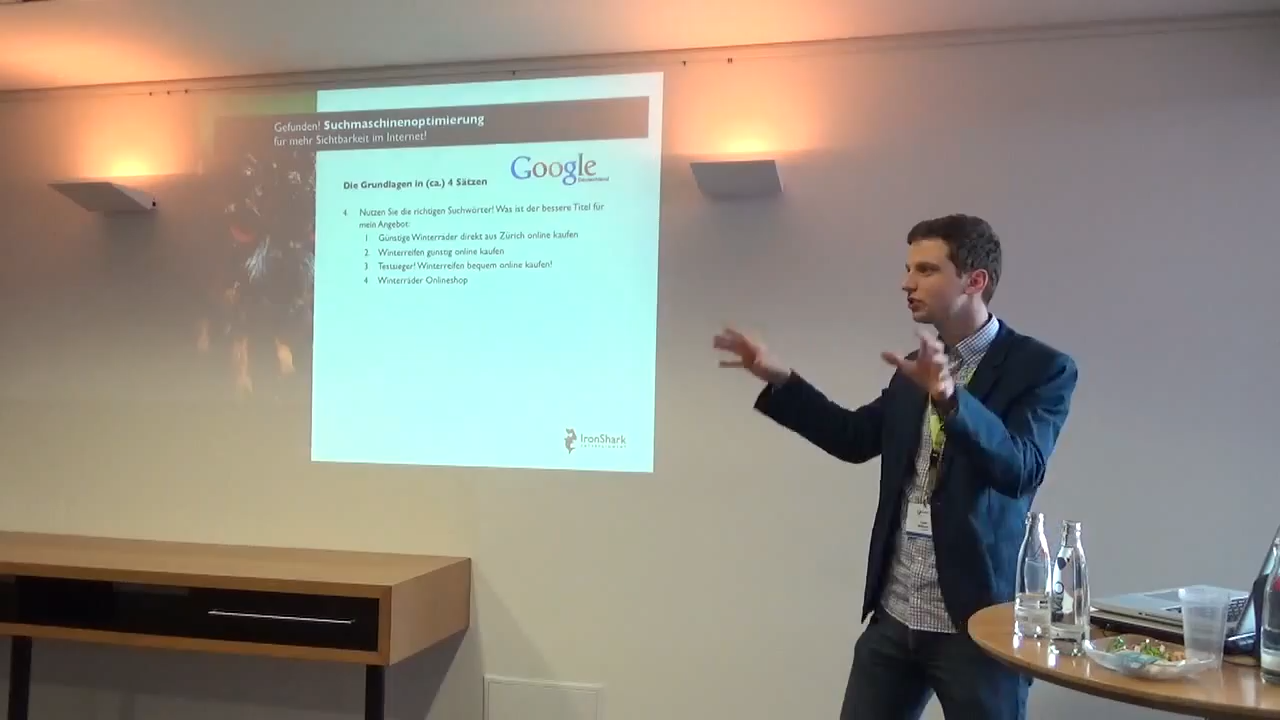 Gefunden! Suchmaschinenoptimierung
für mehr Sichtbarkeit im Internet!
Google
Deutschland
Die Grundlagen in (ca.) 4 Sätzen
4. Nutzen Sie die richtigen Suchwörter! Was ist der bessere Titel für
mein Angebot:
1 Günstige Winterräder direkt aus Zürich online kaufen
2. Winterreifen günstig online kaufen
3 Testsieger! Winterreifen bequem online kaufen!
4 Winterräder Onlineshop
IronShark